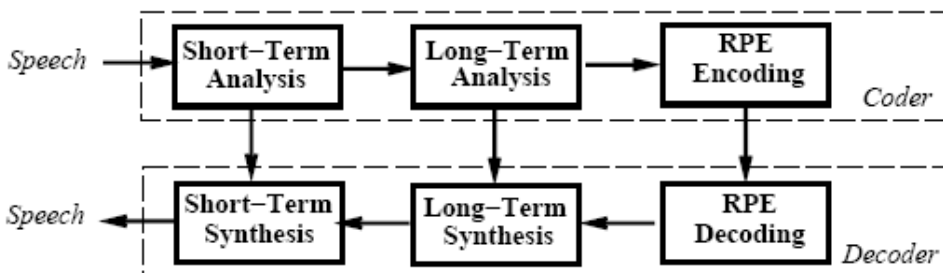 Speech
Short−Term
Analysis
Long−Term
Analysis
RPE
Encoding
Coder
Speech
Short−Term
Synthesis
Long−Term
Synthesis
RPE
Decoding
Decoder